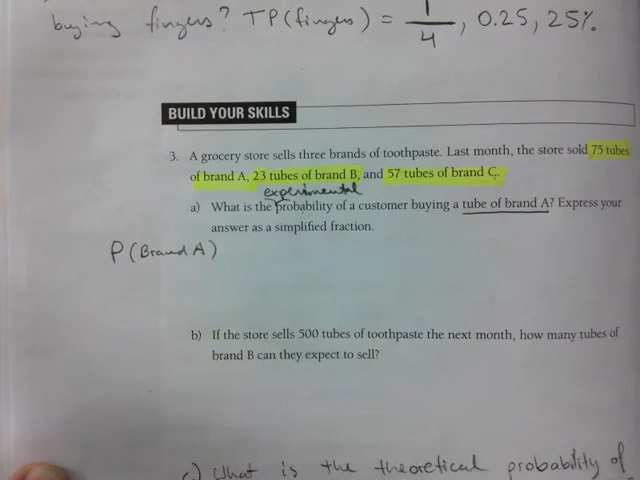 buying fingers? TP(fingers) = 1/4, 0.25, 25%
BUILD YOUR SKILLS
3. A grocery store sells three brands of toothpaste. Last month, the store sold 75 tubes
of brand A, 23 tubes of brand B, and 57 tubes of brand C.
experimental
a) What is the probability of a customer buying a tube of brand A? Express your
answer as a simplified fraction.
P(Brand A)
b) If the store sells 500 tubes of toothpaste the next month, how many tubes of
brand B can they expect to sell?
c) What is the theoretical probability of